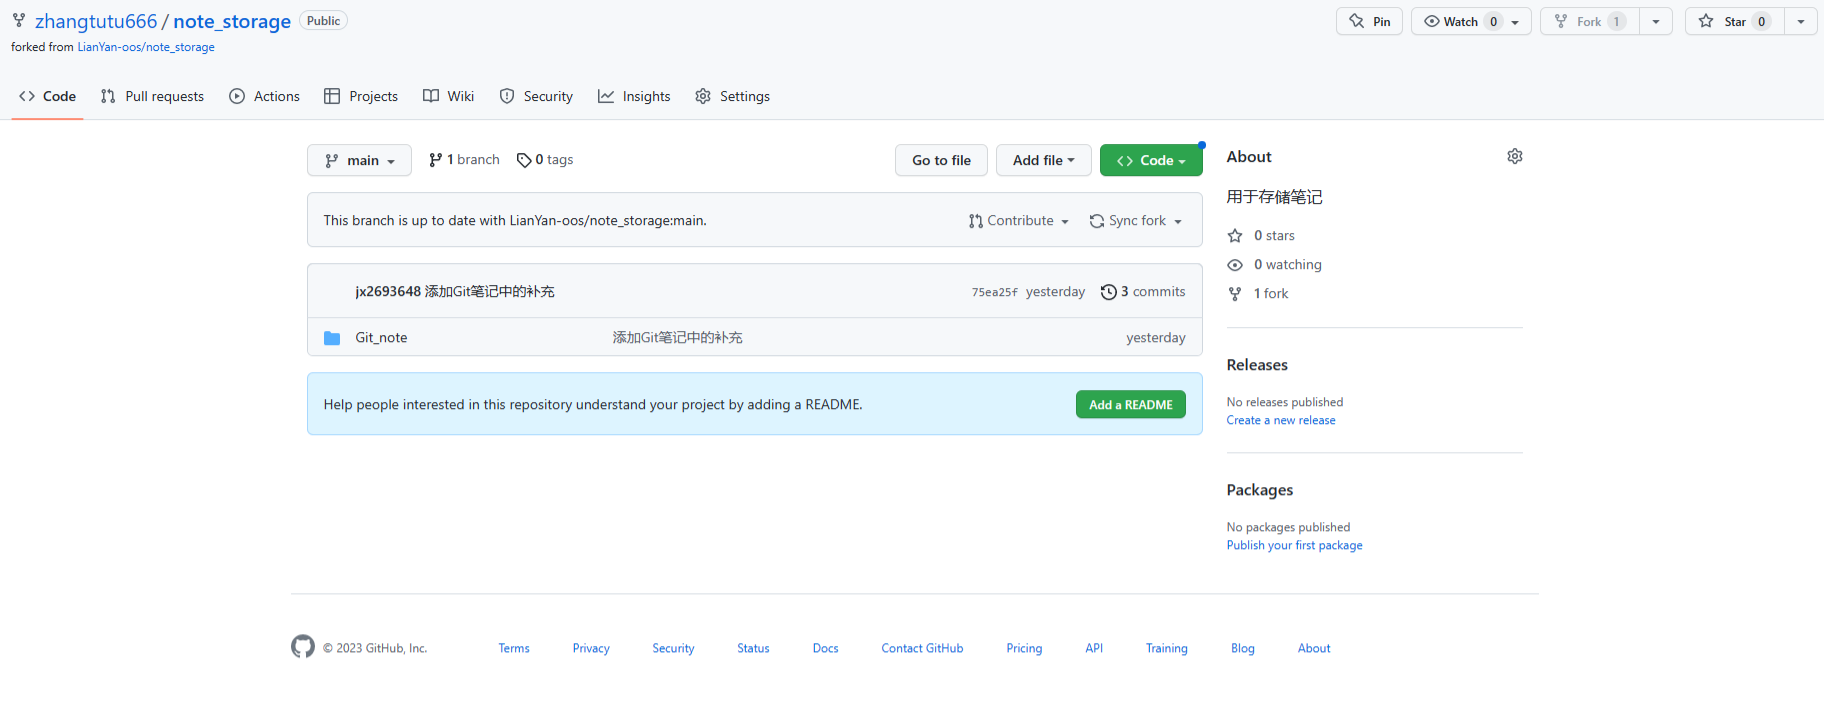 zhangtutu666 / note_storage Public Pin Watch 0 Fork 1 Star 0
forked from LianYan-oos/note_storage
Code Pull requests Actions Projects Wiki Security Insights Settings
main 1 branch 0 tags Go to file Add file Code
About
用于存储笔记
This branch is up to date with LianYan-oos/note_storage:main. Contribute Sync fork
0 stars
0 watching
1 fork
jx2693648 添加Git笔记中的补充 75ea25f yesterday 3 commits
Git_note 添加Git笔记中的补充 yesterday
Help people interested in this repository understand your project by adding a README. Add a README
Releases
No releases published
Create a new release
Packages
No packages published
Publish your first package
© 2023 GitHub, Inc. Terms Privacy Security Status Docs Contact GitHub Pricing API Training Blog About